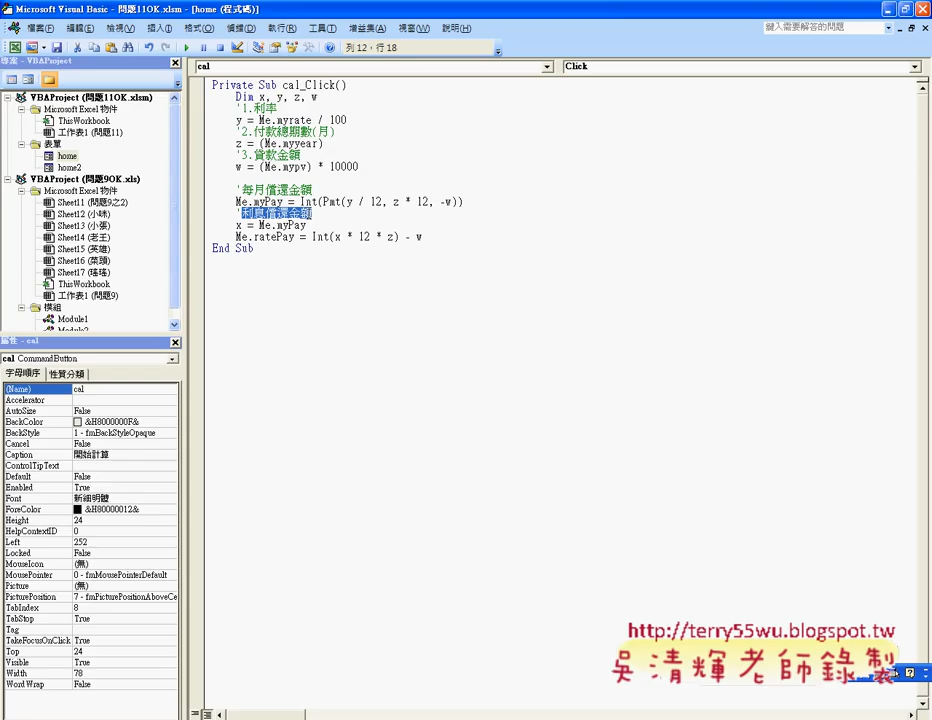 Microsoft Visual Basic - 問題11OK.xlsm - [home (程式碼)]
檔案(F) 編輯(E) 檢視(V) 插入(I) 格式(O) 偵錯(D) 執行(R) 工具(T) 增益集(A) 視窗(W) 說明(H)
鍵入需要解答的問題
列 12，行 18
專案 - VBAProject
cal
Click
VBAProject (問題11OK.xlsm)
Microsoft Excel 物件
ThisWorkbook
工作表1 (問題11)
表單
home
home2
VBAProject (問題9OK.xls)
Microsoft Excel 物件
Sheet11 (問題9之2)
Sheet12 (小咪)
Sheet13 (小張)
Sheet14 (老王)
Sheet15 (英雄)
Sheet16 (菜頭)
Sheet17 (瑤瑤)
ThisWorkbook
工作表1 (問題9)
模組
Module1
Module2
Private Sub cal_Click()
Dim x, y, z, w
'1.利率
y = Me.myrate / 100
'2.付款總期數(月)
z = (Me.myyear)
'3.貸款金額
w = (Me.mypv) * 10000
'每月償還金額
Me.myPay = Int(Pmt(y / 12, z * 12, -w))
'利息償還金額
x = Me.myPay
Me.ratePay = Int(x * 12 * z) - w
End Sub
屬性 - cal
cal CommandButton
字母順序 性質分類
(Name) cal
Accelerator
AutoSize False
BackColor &H8000000F&
BackStyle 1 - fmBackStyleOpaque
Cancel False
Caption 開始計算
ControlTipText
Default False
Enabled True
Font 新細明體
ForeColor &H80000012&
Height 24
HelpContextID 0
Left 252
Locked False
MouseIcon (無)
MousePointer 0 - fmMousePointerDefault
Picture (無)
PicturePosition 7 - fmPicturePositionAboveCe
TabIndex 8
TabStop True
Tag
TakeFocusOnClick True
Top 24
Visible True
Width 78
WordWrap False
http://terry55wu.blogspot.tw
吳清輝老師錄製